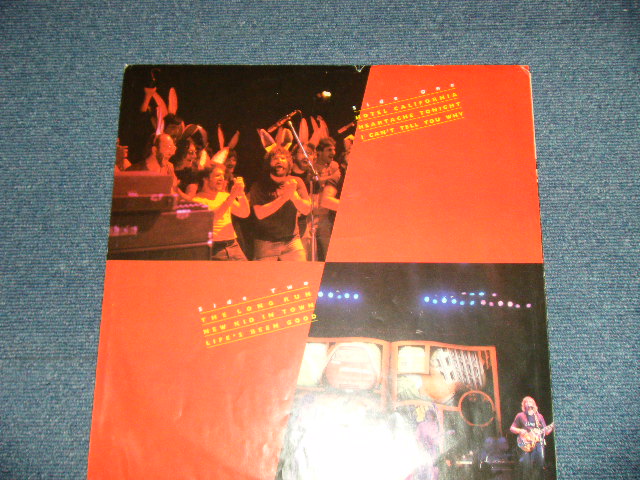 SIDE ONE
HOTEL CALIFORNIA
HEARTACHE TONIGHT
I CAN'T TELL YOU WHY
SIDE TWO
THE LONG RUN
NEW KID IN TOWN
LIFE'S BEEN GOOD